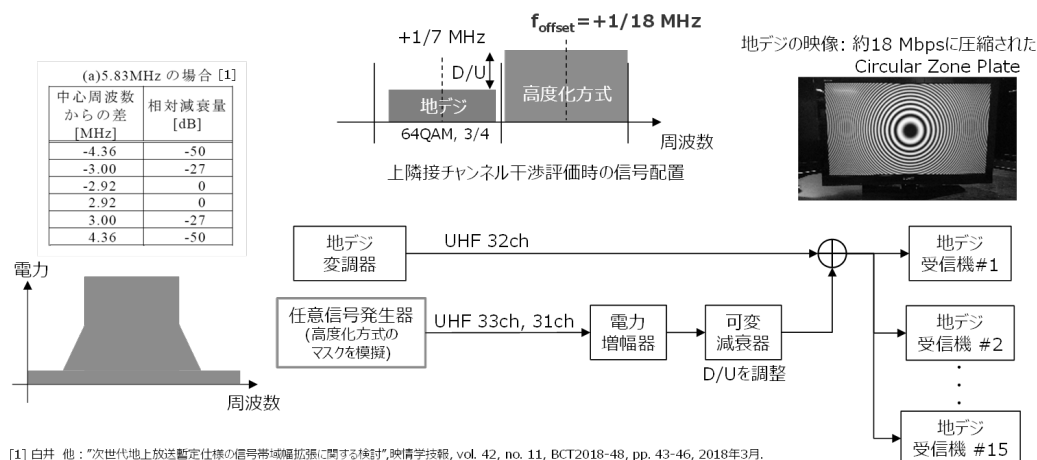 (a)5.83MHz の場合 [1]
中心周波数からの差 [MHz] 相対減衰量 [dB]
-4.36 -50
-3.00 -27
-2.92 0
2.92 0
3.00 -27
4.36 -50
電力
周波数
foffset=+1/18 MHz
+1/7 MHz
D/U
地デジ
高度化方式
64QAM, 3/4
周波数
上隣接チャンネル干渉評価時の信号配置
地デジの映像: 約18 Mbpsに圧縮された
Circular Zone Plate
地デジ
変調器
UHF 32ch
任意信号発生器
(高度化方式の
マスクを模擬)
UHF 33ch, 31ch
電力
増幅器
可変
減衰器
D/Uを調整
地デジ
受信機#1
地デジ
受信機 #2
地デジ
受信機 #15
[1] 白井 他:"次世代地上放送暫定仕様の信号帯域幅拡張に関する検討",映情学技報, vol. 42, no. 11, BCT2018-48, pp. 43-46, 2018年3月.